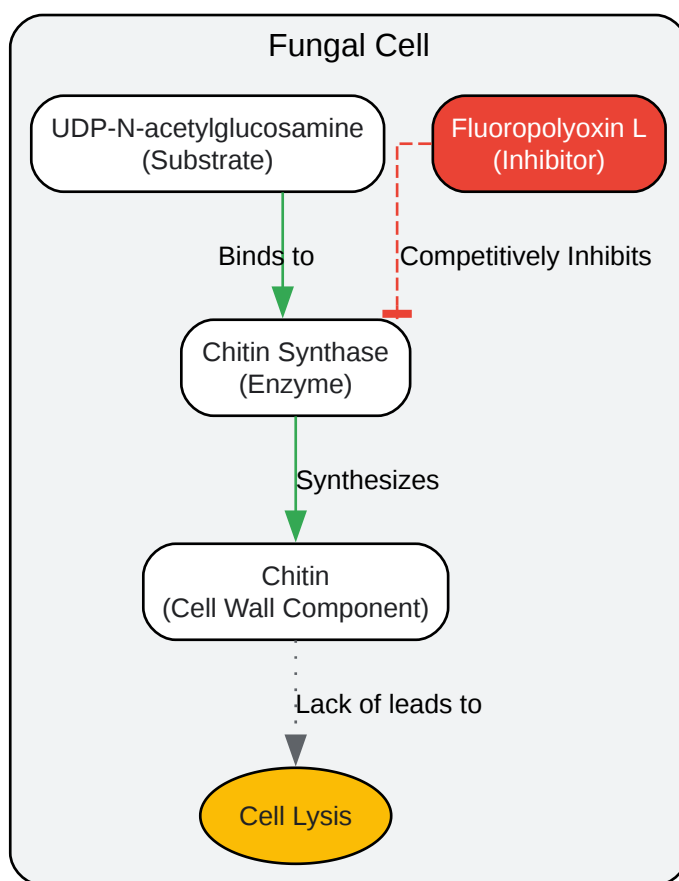 Fungal Cell
UDP-N-acetylglucosamine
(Substrate)
Fluoropolyoxin L
(Inhibitor)
Binds to
Competitively Inhibits
Chitin Synthase
(Enzyme)
Synthesizes
Chitin
(Cell Wall Component)
Lack of leads to
Cell Lysis